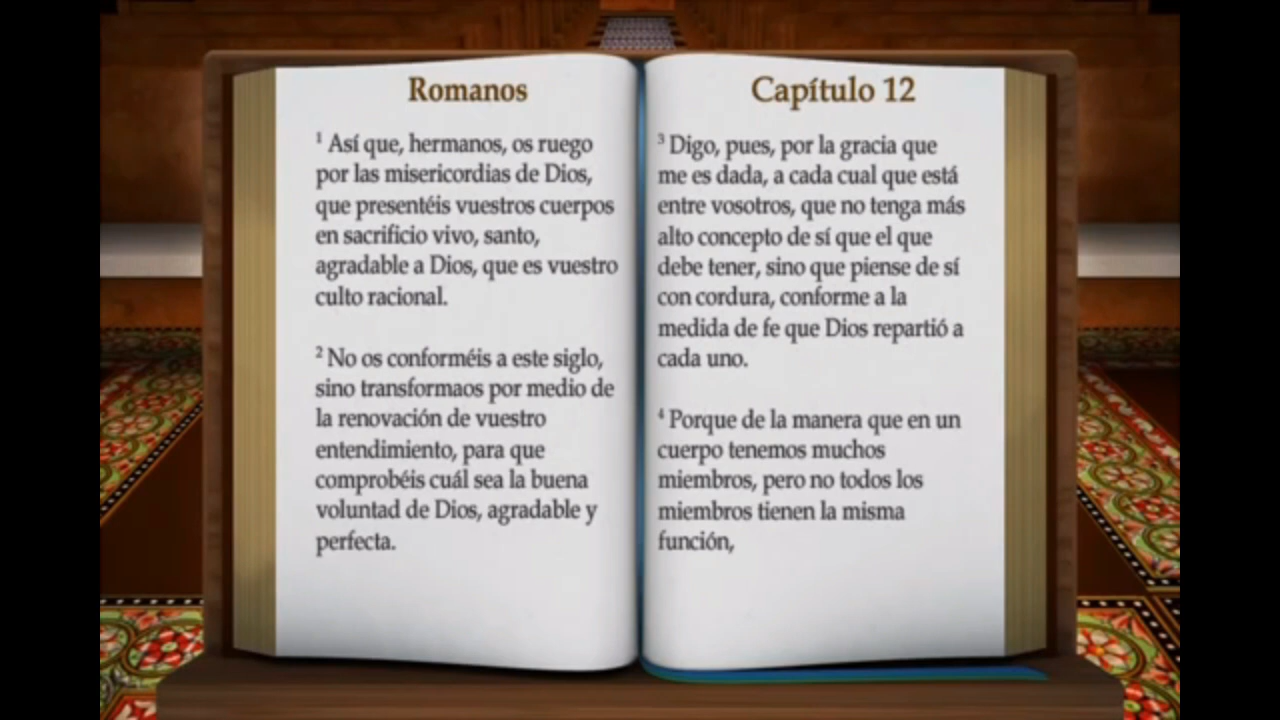 Romanos
1 Así que, hermanos, os ruego
por las misericordias de Dios,
que presentéis vuestros cuerpos
en sacrificio vivo, santo,
agradable a Dios, que es vuestro
culto racional.
2 No os conforméis a este siglo,
sino transformaos por medio de
la renovación de vuestro
entendimiento, para que
comprobéis cuál sea la buena
voluntad de Dios, agradable y
perfecta.
Capítulo 12
3 Digo, pues, por la gracia que
me es dada, a cada cual que está
entre vosotros, que no tenga más
alto concepto de sí que el que
debe tener, sino que piense de sí
con cordura, conforme a la
medida de fe que Dios repartió a
cada uno.
4 Porque de la manera que en un
cuerpo tenemos muchos
miembros, pero no todos los
miembros tienen la misma
función,